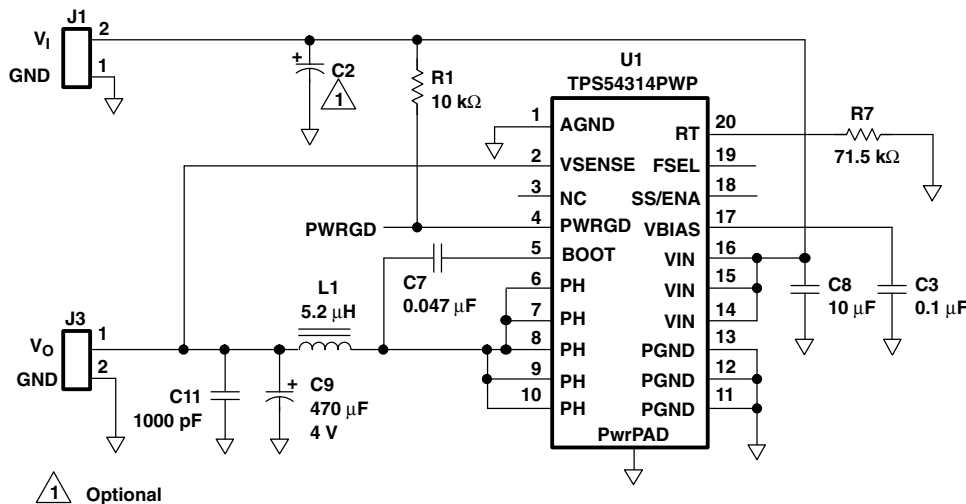 J1
V_I 2
GND 1
C2
1
R1
10 kΩ
U1
TPS54314PWP
1 AGND
2 VSENSE
3 NC
PWRGD 4 PWRGD
5 BOOT
6 PH
7 PH
8 PH
9 PH
10 PH
RT 20
FSEL 19
SS/ENA 18
VBIAS 17
VIN 16
VIN 15
VIN 14
PGND 13
PGND 12
PGND 11
PwrPAD
R7
71.5 kΩ
C8
10 μF
C3
0.1 μF
C7
0.047 μF
L1
5.2 μH
J3
V_O 1
GND 2
C11
1000 pF
C9
470 μF
4 V
1 Optional